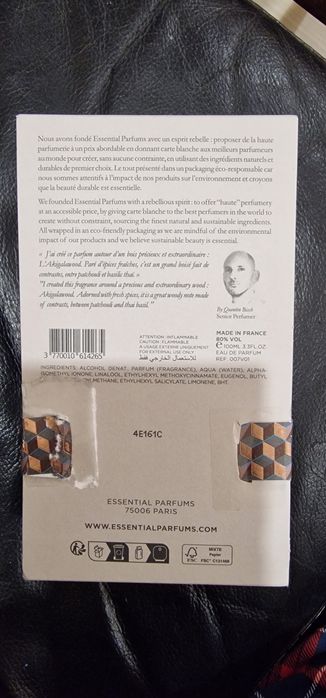 Nous avons fondé Essential Parfums avec un esprit rebelle : proposer de la haute
parfumerie à un prix abordable en donnant carte blanche aux meilleurs parfumeurs
au monde pour créer, sans aucune contrainte, en utilisant des ingrédients naturels et
durables de premier choix. Le tout présenté dans un packaging éco-responsable car
nous sommes attentifs à l'impact de nos produits sur l'environnement et croyons
que la beauté durable est essentielle.
We founded Essential Parfums with a rebellious spirit : to offer "haute" perfumery
at an accessible price, by giving carte blanche to the best perfumers in the world to
create without constraint, sourcing the finest natural and sustainable ingredients.
All wrapped in an eco-friendly packaging as we are mindful of the environmental
impact of our products and we believe sustainable beauty is essential.
« J'ai créé ce parfum autour d'un bois précieux et extraordinaire :
L'Akigalawood. Paré d'épices fraîches, c'est un grand boisé fait de
contrastes, entre patchouli et basilic thaï. »
"I created this fragrance around a precious and extraordinary wood :
Akigalawood. Adorned with fresh spices, it is a great woody note made
of contrasts, between patchouli and thai basil."
By Quentin Bisch
Senior Perfumer
3 770010 614265
ATTENTION : INFLAMMABLE
CAUTION : FLAMMABLE
A USAGE EXTERNE UNIQUEMENT
FOR EXTERNAL USE ONLY
للاستعمال الخارجي فقط
MADE IN FRANCE
80% VOL
℮ 100ML 3.3FL.OZ
EAU DE PARFUM
REF: 007V01
INGREDIENTS: ALCOHOL DENAT., PARFUM (FRAGRANCE), AQUA (WATER), ALPHA-
ISOMETHYL IONONE, LINALOOL, ETHYLHEXYL METHOXYCINNAMATE, EUGENOL, BUTYL
METHANE, ETHYLHEXYL SALICYLATE, LIMONENE, BHT.
4E161C
ESSENTIAL PARFUMS
75006 PARIS
WWW.ESSENTIALPARFUMS.COM
FSC
MIXTE
Papier